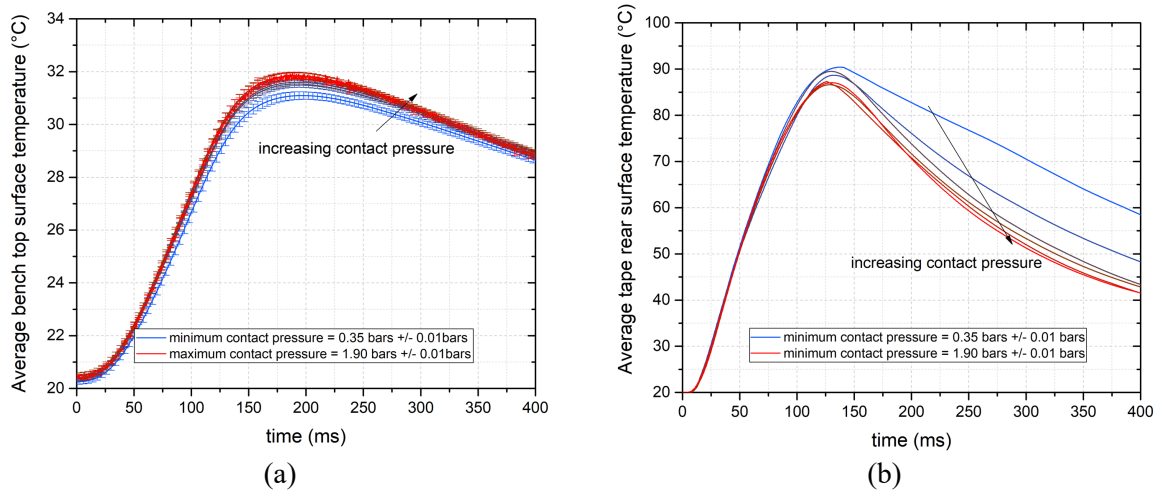 (a)
Average bench top surface temperature (°C)
34
32
30
28
26
24
22
20
increasing contact pressure
minimum contact pressure = 0.35 bars +/- 0.01bars
maximum contact pressure = 1.90 bars +/- 0.01bars
0 50 100 150 200 250 300 350 400
time (ms)
(a)
(b)
Average tape rear surface temperature (°C)
100
90
80
70
60
50
40
30
20
increasing contact pressure
minimum contact pressure = 0.35 bars +/- 0.01 bars
minimum contact pressure = 1.90 bars +/- 0.01 bars
0 50 100 150 200 250 300 350 400
time (ms)
(b)